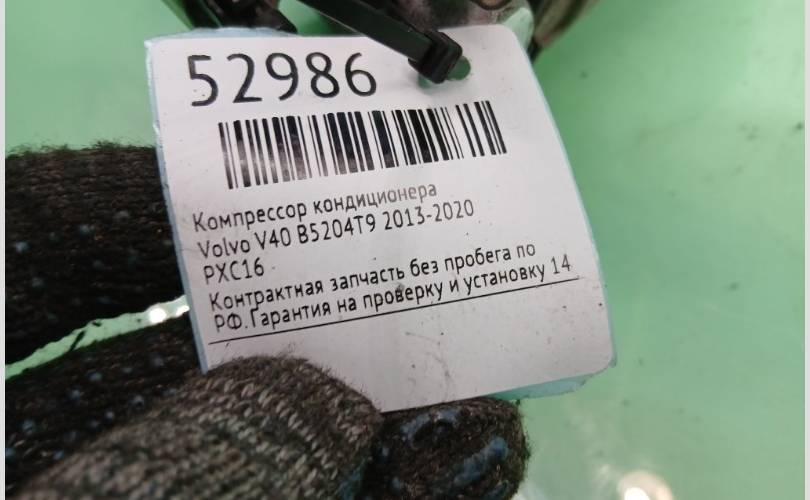 52986
Компрессор кондиционера
Volvo V40 B5204T9 2013-2020
PXC16
Контрактная запчасть без пробега по
РФ.Гарантия на проверку и установку 14